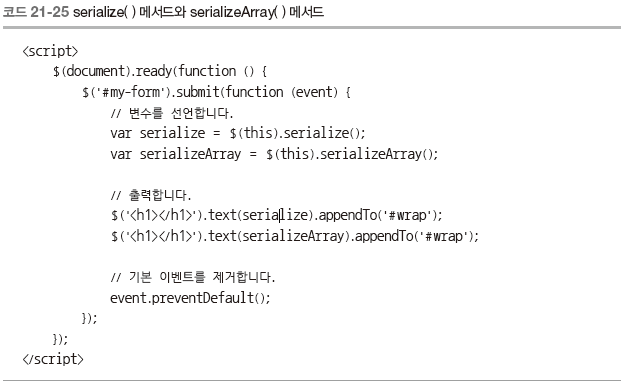 코드 21-25 serialize( ) 메서드와 serializeArray( ) 메서드
<script>
$(document).ready(function () {
$('#my-form').submit(function (event) {
// 변수를 선언합니다.
var serialize = $(this).serialize();
var serializeArray = $(this).serializeArray();
// 출력합니다.
$('<h1></h1>').text(serialize).appendTo('#wrap');
$('<h1></h1>').text(serializeArray).appendTo('#wrap');
// 기본 이벤트를 제거합니다.
event.preventDefault();
});
});
</script>